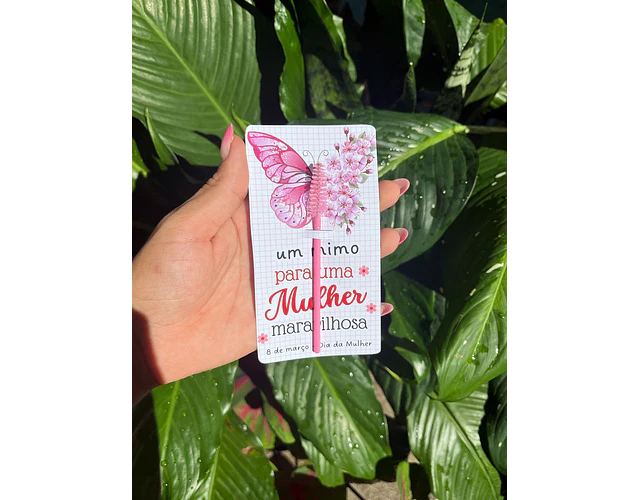 um mimo
para uma
Mulher
maravilhosa
8 de março Dia da Mulher